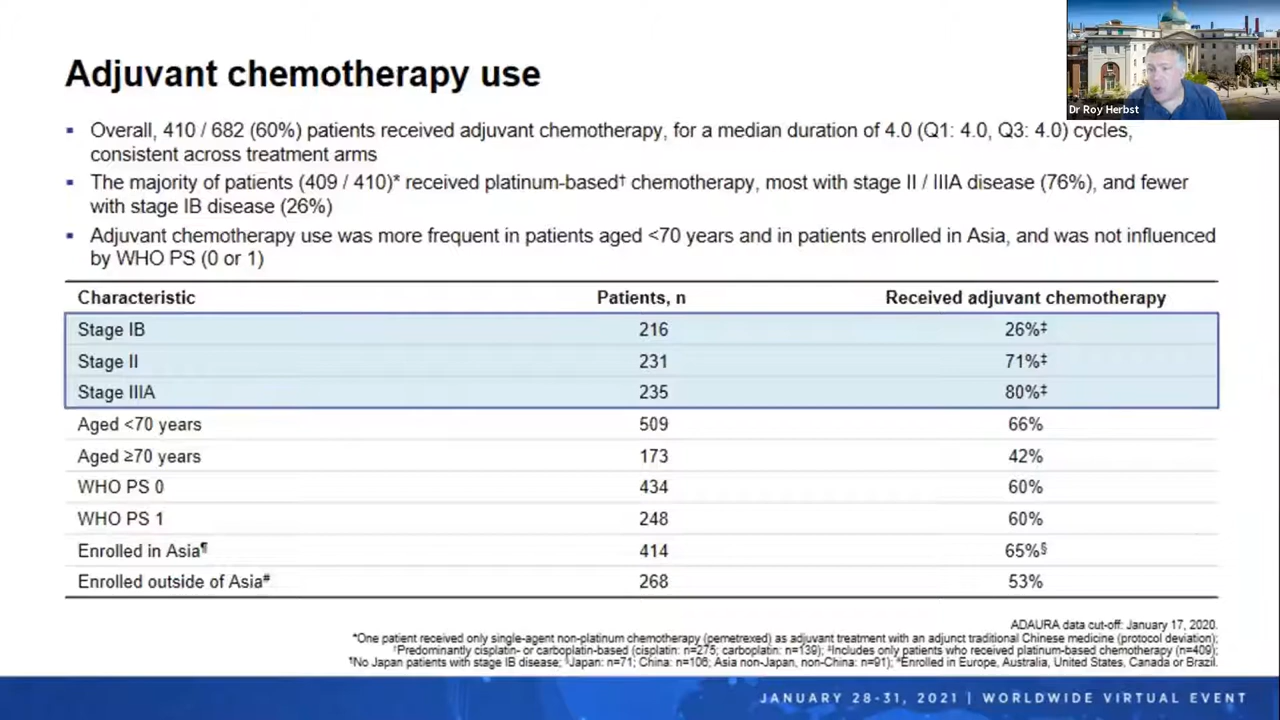 Adjuvant chemotherapy use
Dr Roy Herbst
▪ Overall, 410 / 682 (60%) patients received adjuvant chemotherapy, for a median duration of 4.0 (Q1: 4.0, Q3: 4.0) cycles,
consistent across treatment arms
▪ The majority of patients (409 / 410)* received platinum-based† chemotherapy, most with stage II / IIIA disease (76%), and fewer
with stage IB disease (26%)
▪ Adjuvant chemotherapy use was more frequent in patients aged <70 years and in patients enrolled in Asia, and was not influenced
by WHO PS (0 or 1)
Characteristic Patients, n Received adjuvant chemotherapy
Stage IB 216 26%‡
Stage II 231 71%‡
Stage IIIA 235 80%‡
Aged <70 years 509 66%
Aged ≥70 years 173 42%
WHO PS 0 434 60%
WHO PS 1 248 60%
Enrolled in Asia¶ 414 65%§
Enrolled outside of Asia# 268 53%
ADAURA data cut-off: January 17, 2020.
*One patient received only single-agent non-platinum chemotherapy (pemetrexed) as adjuvant treatment with an adjunct traditional Chinese medicine (protocol deviation);
†Predominantly cisplatin- or carboplatin-based (cisplatin: n=275; carboplatin: n=139); ‡Includes only patients who received platinum-based chemotherapy (n=409);
¶No Japan patients with stage IB disease; §Japan: n=71; China: n=106; Asia non-Japan, non-China: n=91); #Enrolled in Europe, Australia, United States, Canada or Brazil.
JANUARY 28-31, 2021 | WORLDWIDE VIRTUAL EVENT